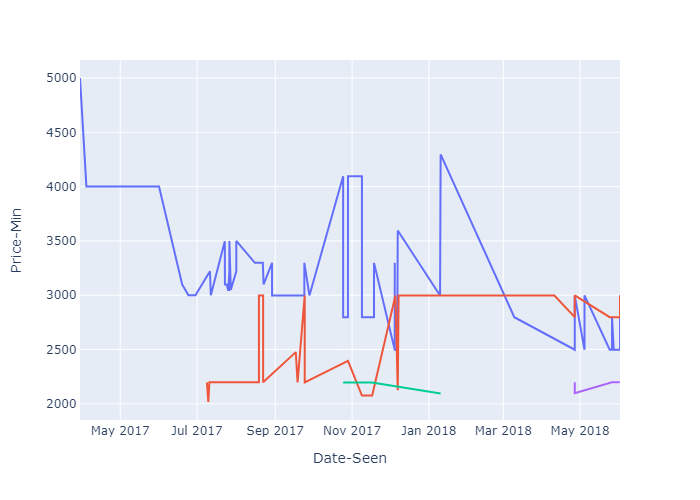 5000
4500
4000
3500
3000
2500
2000
Price-Min
May 2017
Jul 2017
Sep 2017
Nov 2017
Jan 2018
Mar 2018
May 2018
Date-Seen